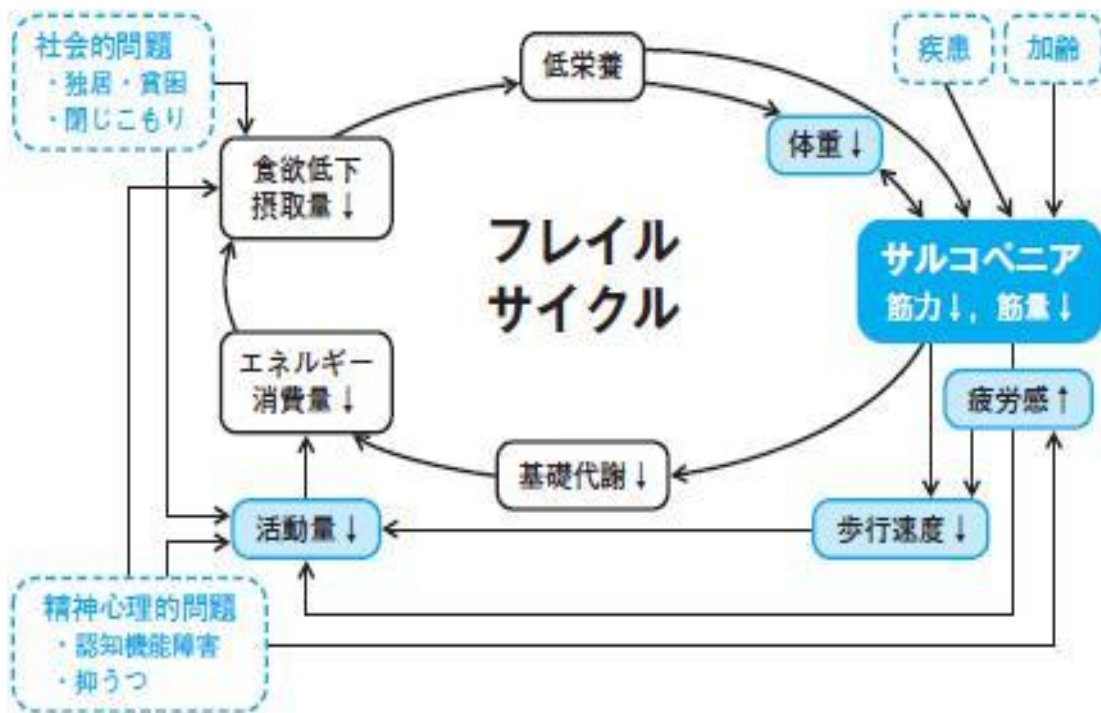 社会的問題
・独居・貧困
・閉じこもり
低栄養
疾患
加齢
体重↓
食欲低下
摂取量↓
フレイル
サイクル
サルコペニア
筋力↓，筋量↓
エネルギー
消費量↓
疲労感↑
基礎代謝↓
活動量↓
歩行速度↓
精神心理的問題
・認知機能障害
・抑うつ